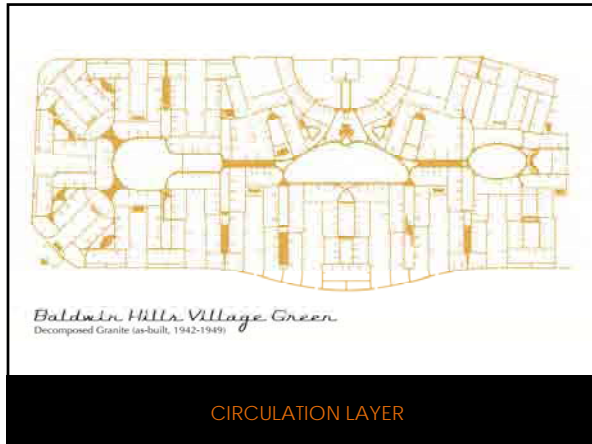 Baldwin Hills Village Green
Decomposed Granite (as-built, 1942-1949)
CIRCULATION LAYER